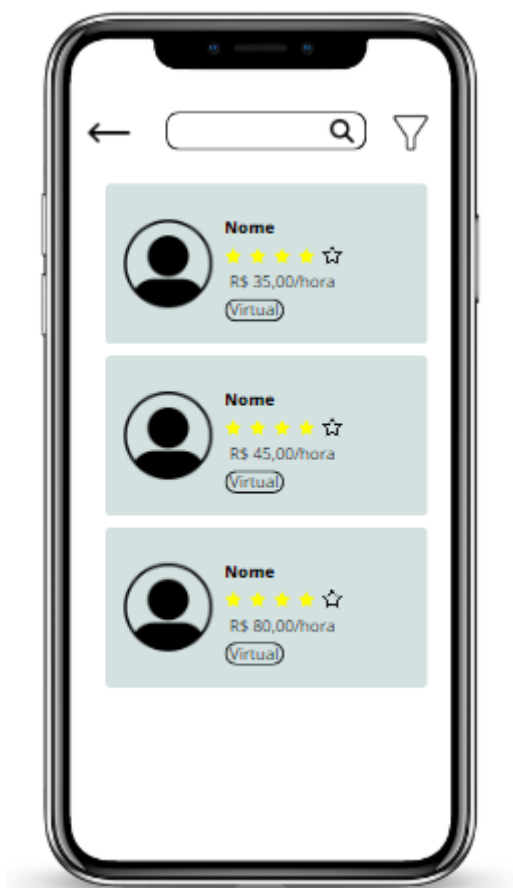 Nome
R$ 35,00/hora
Virtual
Nome
R$ 45,00/hora
Virtual
Nome
R$ 80,00/hora
Virtual